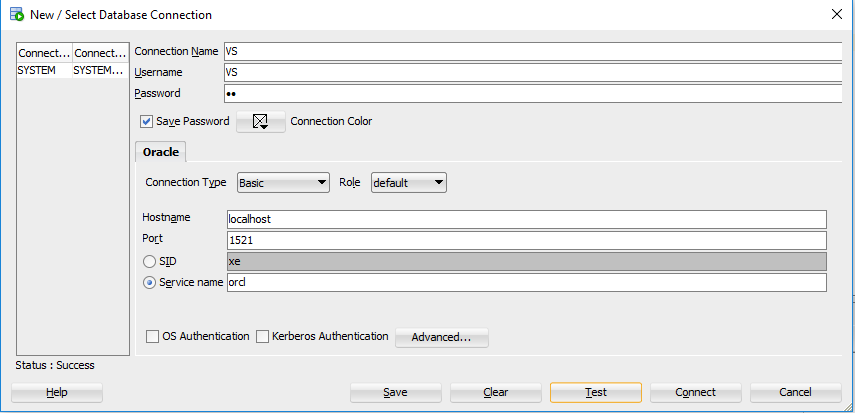 New / Select Database Connection
Connect... Connect...
SYSTEM SYSTEM...
Connection Name VS
Username VS
Password ••
Save Password Connection Color
Oracle
Connection Type Basic Role default
Hostname localhost
Port 1521
SID xe
Service name orcl
OS Authentication Kerberos Authentication Advanced...
Status : Success
Help Save Clear Test Connect Cancel